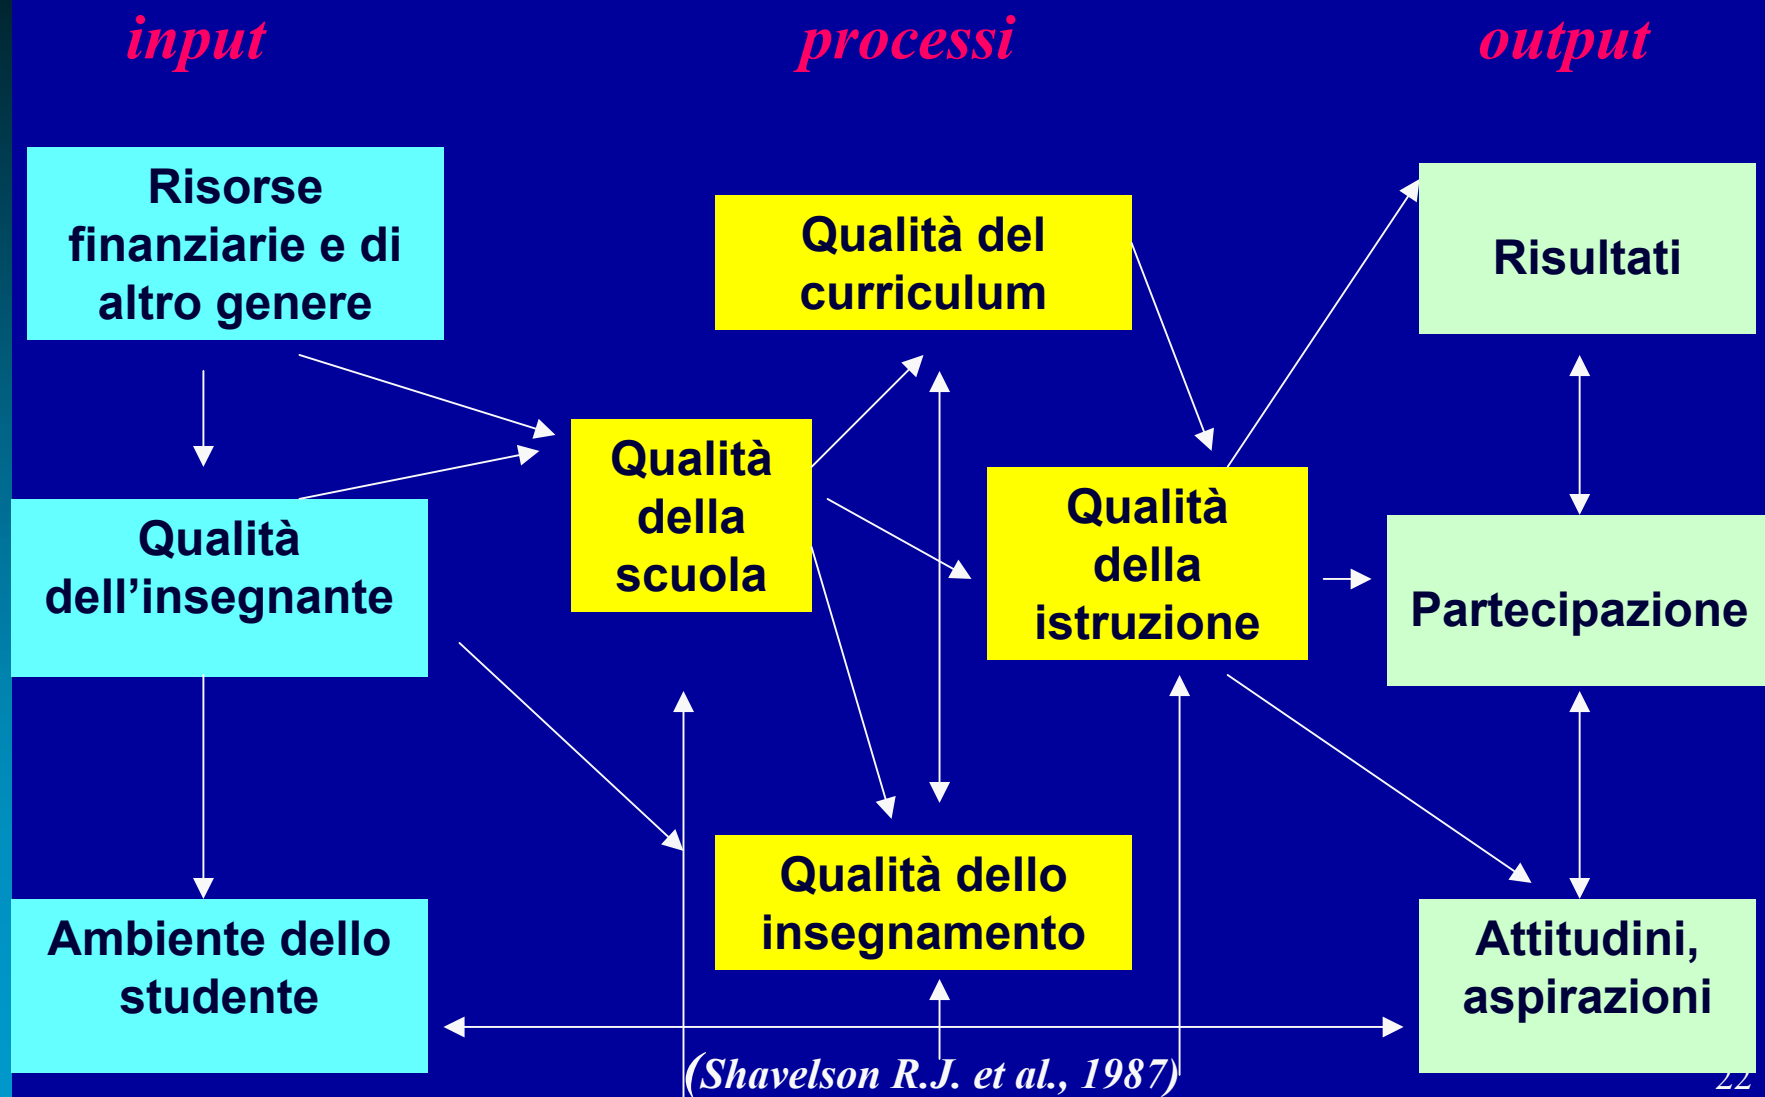 input
processi
output
Risorse
finanziarie e di
altro genere
Qualità
dell’insegnante
Ambiente dello
studente
Qualità
della
scuola
Qualità del
curriculum
Qualità dello
insegnamento
Qualità
della
istruzione
Risultati
Partecipazione
Attitudini,
aspirazioni
(Shavelson R.J. et al., 1987)
22